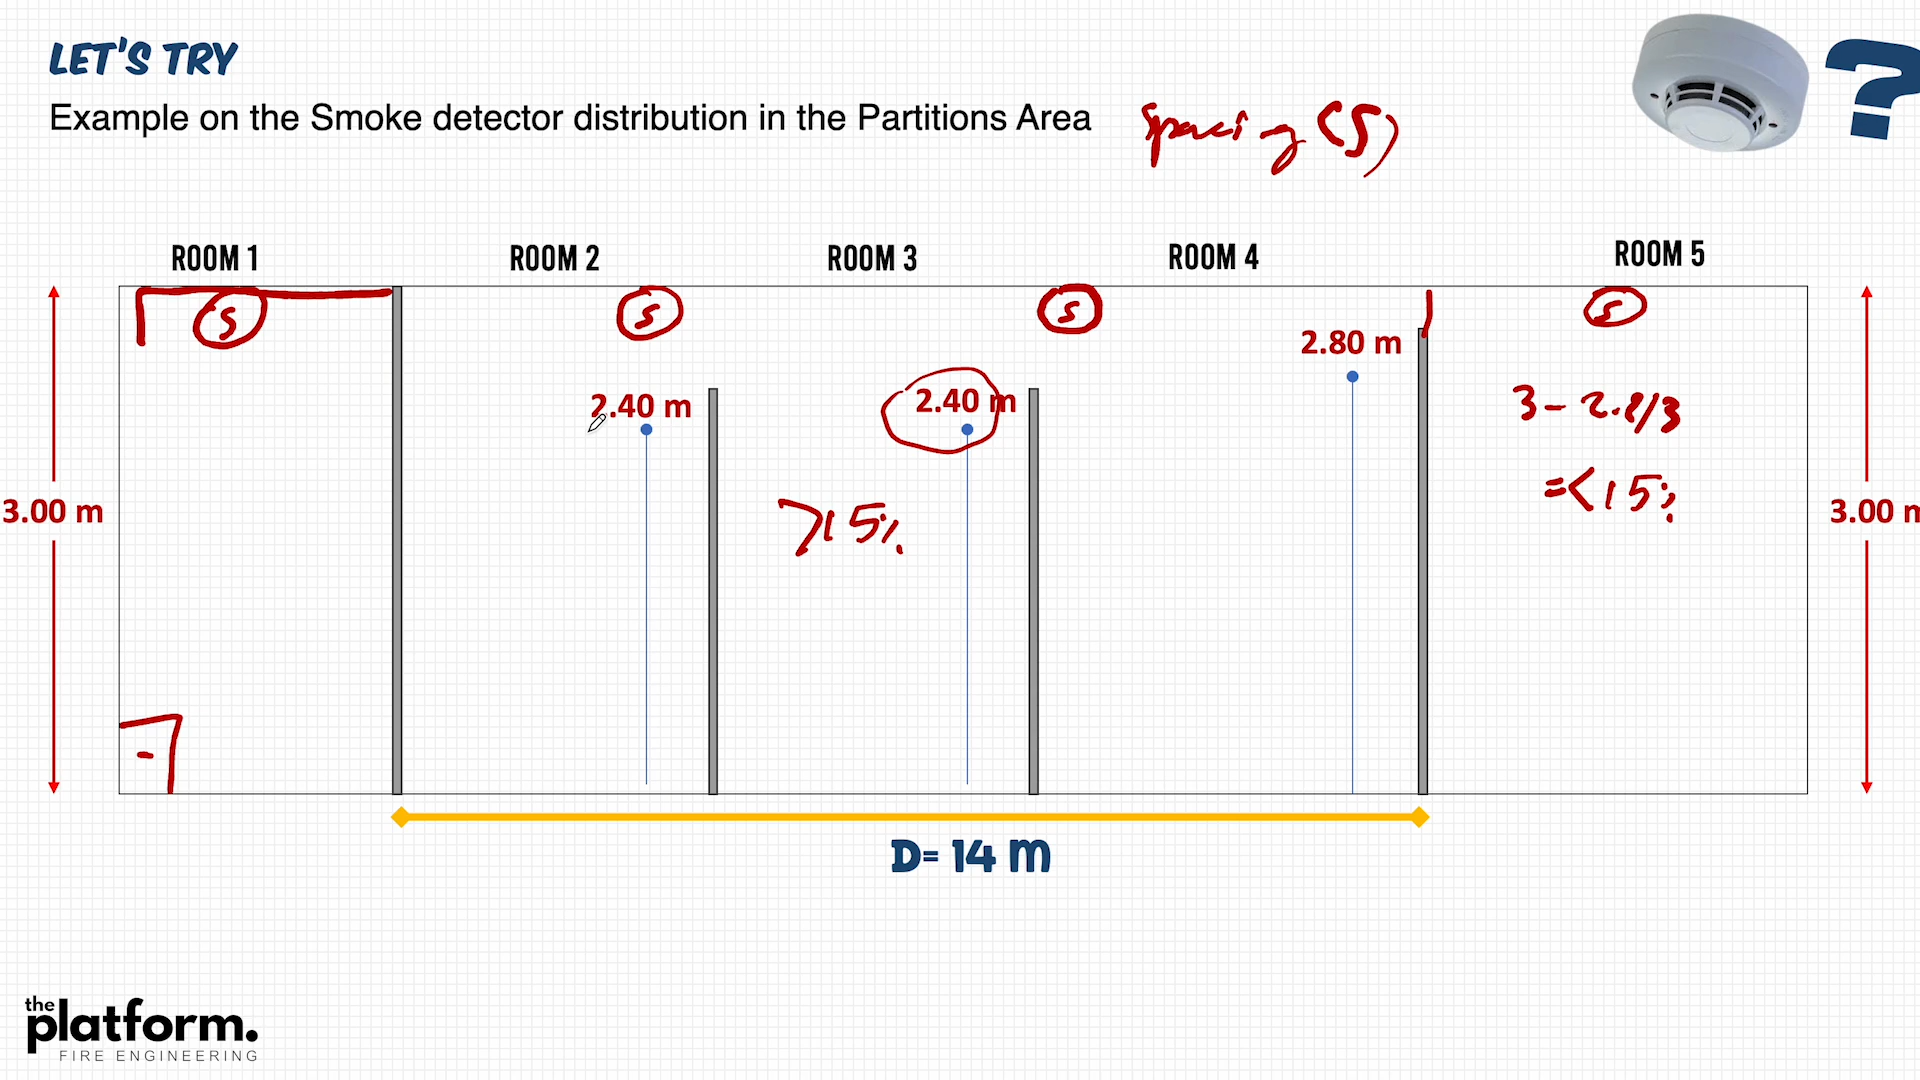 LET'S TRY
Example on the Smoke detector distribution in the Partitions Area
Spacing (S)
?
ROOM 1
ROOM 2
ROOM 3
ROOM 4
ROOM 5
S
S
S
S
2.80 m
2.40 m
2.40 m
3 - 2.8/3
= < 15%
> 15%
3.00 m
3.00 m
D= 14 m
the
platform.
FIRE ENGINEERING